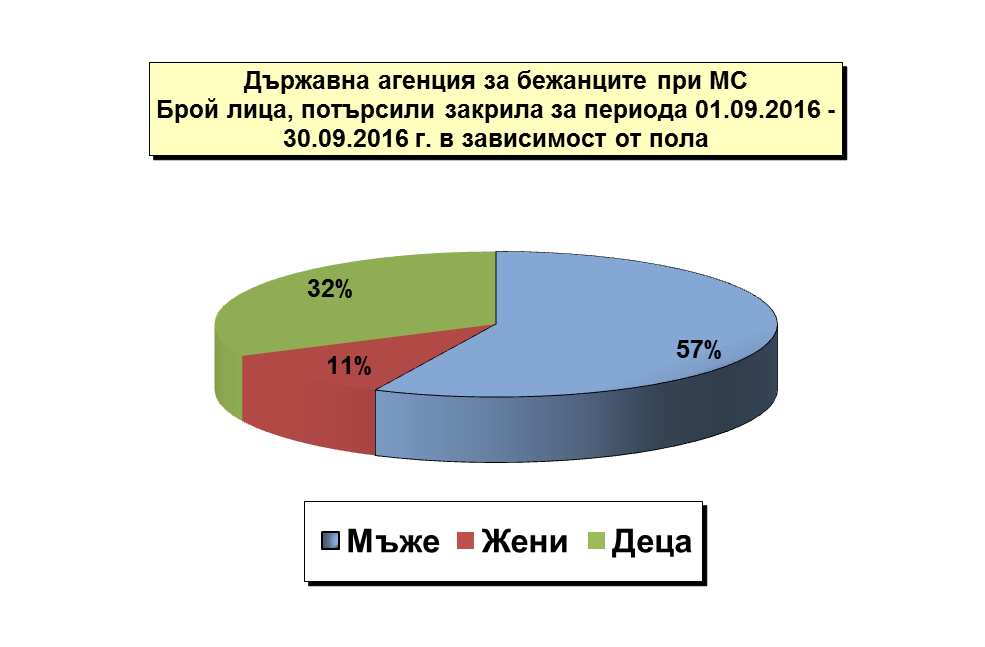 Държавна агенция за бежанците при МС
Брой лица, потърсили закрила за периода 01.09.2016 -
30.09.2016 г. в зависимост от пола
32%
57%
11%
Мъже Жени Деца